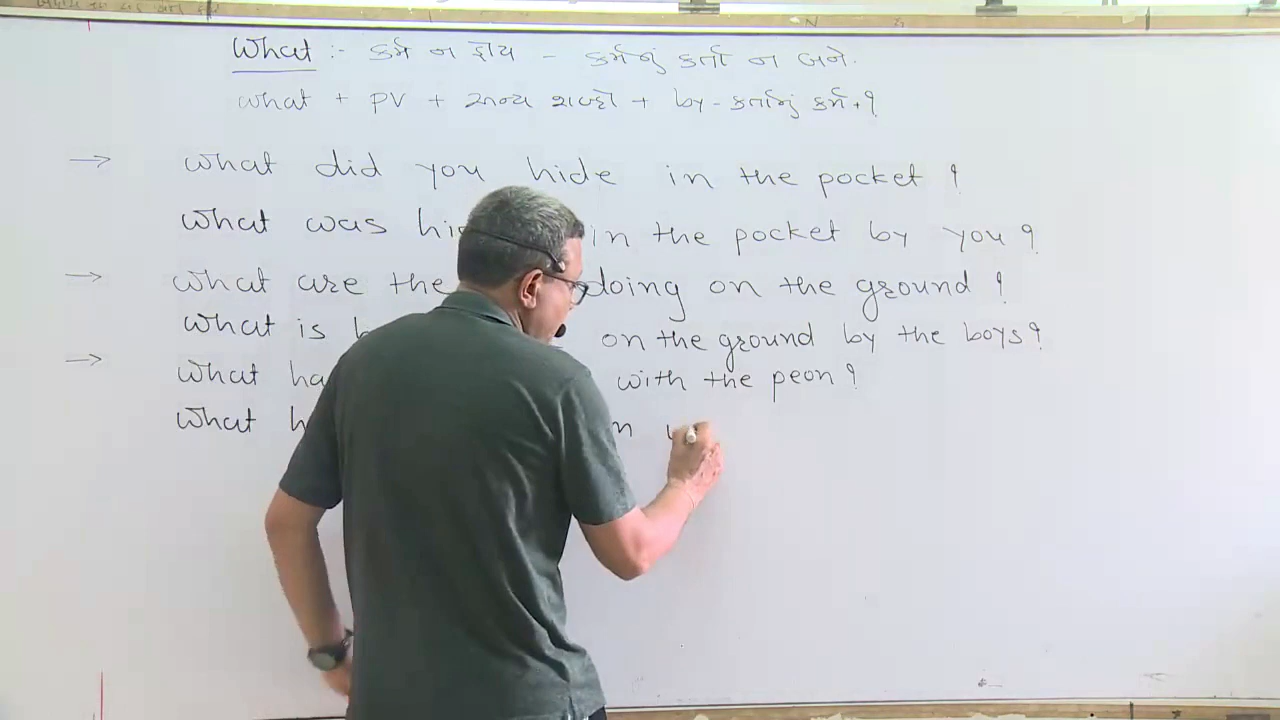 What :- કર્મ ન હોય - કર્મનું કર્તા ન બને.
what + PV + અન્ય શબ્દો + by - કર્તાનું કર્મ + ?
→ what did you hide in the pocket ?
what was in the pocket by you ?
→ what are the doing on the ground ?
what is on the ground by the boys ?
→ what with the peon ?
what